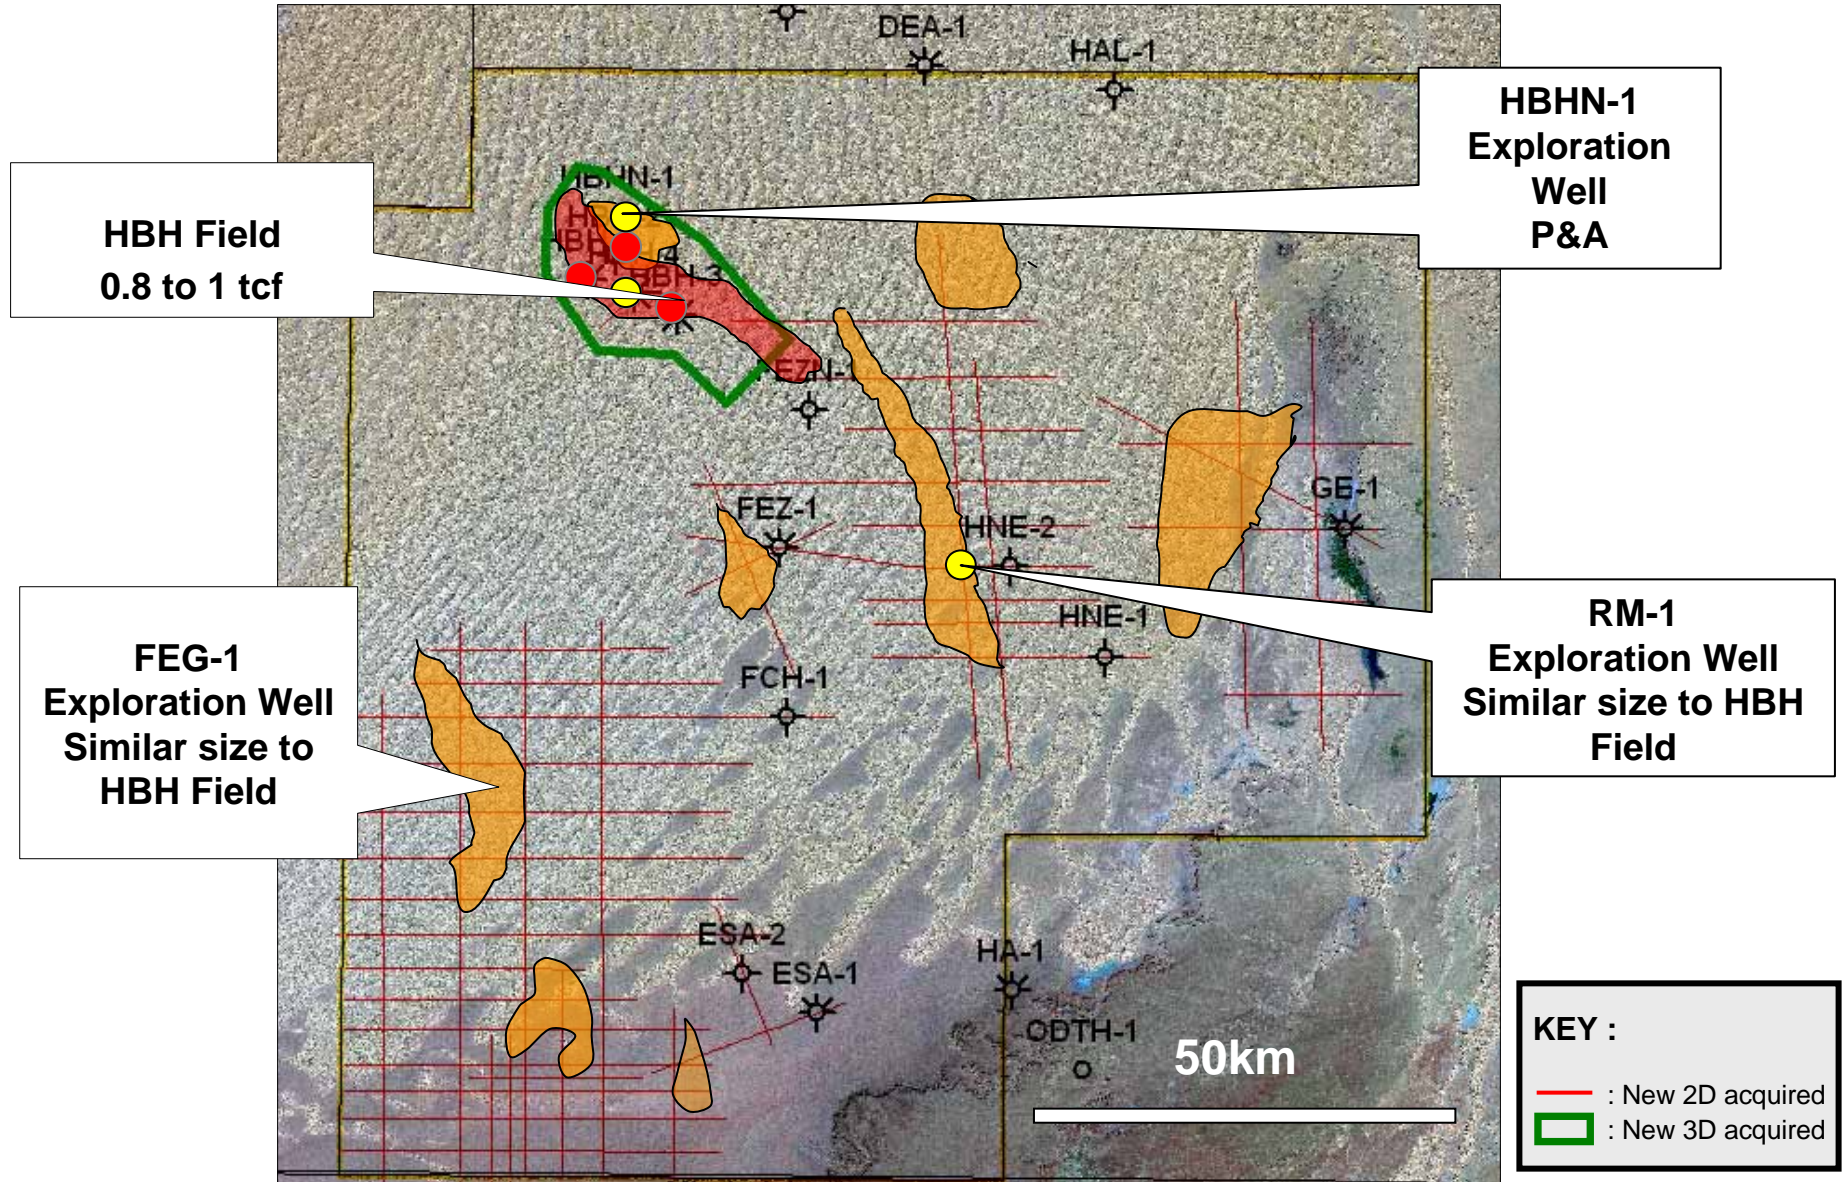 DEA-1
HAL-1
HBHN-1
Exploration
Well
P&A
HBHN-1
HBH Field
0.8 to 1 tcf
FEZ-1
HNE-2
GE-1
HNE-1
RM-1
Exploration Well
Similar size to HBH
Field
FEG-1
Exploration Well
Similar size to
HBH Field
FCH-1
ESA-2
ESA-1
HA-1
ODTH-1
50km
KEY :
: New 2D acquired
: New 3D acquired